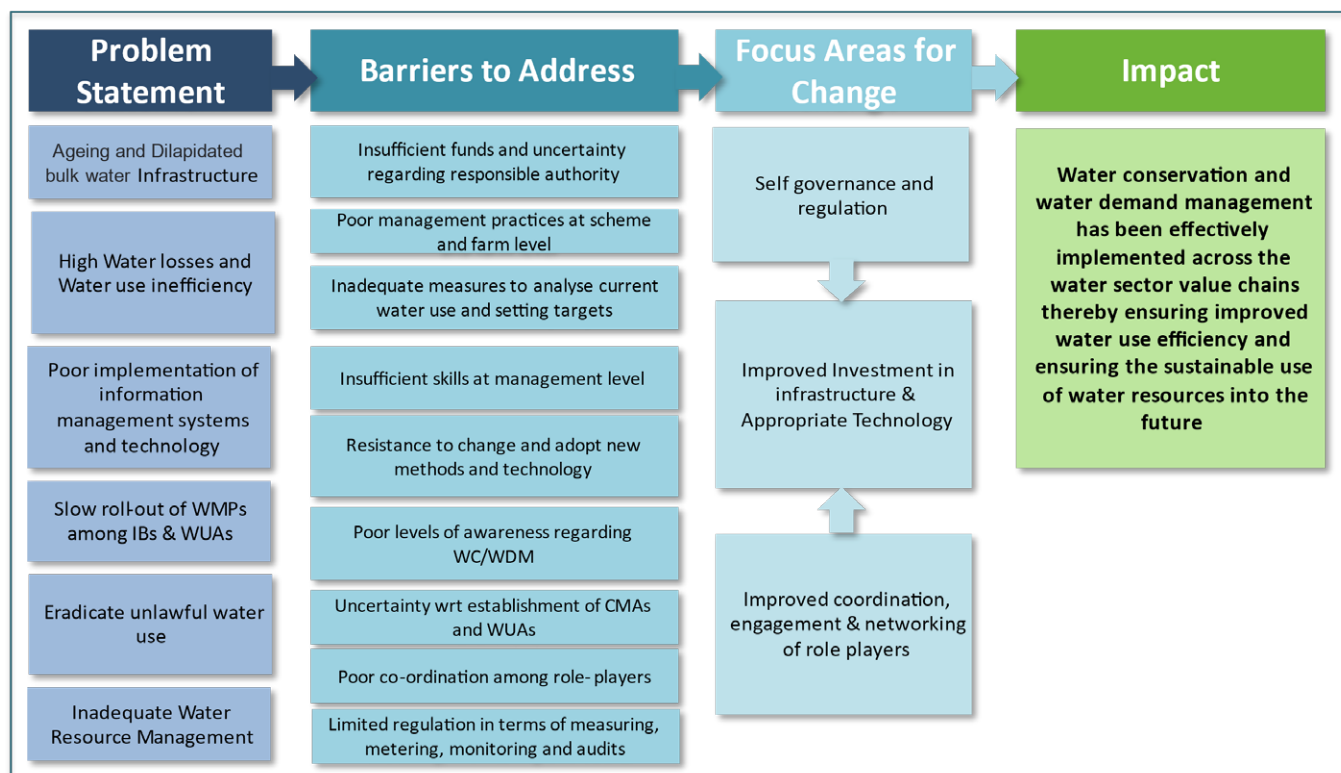 Problem
Statement
Barriers to Address
Focus Areas for
Change
Impact
Ageing and Dilapidated
bulk water Infrastructure
High Water losses and
Water use inefficiency
Poor implementation of
information
management systems
and technology
Slow roll-out of WMPs
among IBs & WUAs
Eradicate unlawful water
use
Inadequate Water
Resource Management
Insufficient funds and uncertainty
regarding responsible authority
Poor management practices at scheme
and farm level
Inadequate measures to analyse current
water use and setting targets
Insufficient skills at management level
Resistance to change and adopt new
methods and technology
Poor levels of awareness regarding
WC/WDM
Uncertainty wrt establishment of CMAs
and WUAs
Poor co-ordination among role- players
Limited regulation in terms of measuring,
metering, monitoring and audits
Self governance and
regulation
Improved Investment in
infrastructure &
Appropriate Technology
Improved coordination,
engagement & networking
of role players
Water conservation and
water demand management
has been effectively
implemented across the
water sector value chains
thereby ensuring improved
water use efficiency and
ensuring the sustainable use
of water resources into the
future